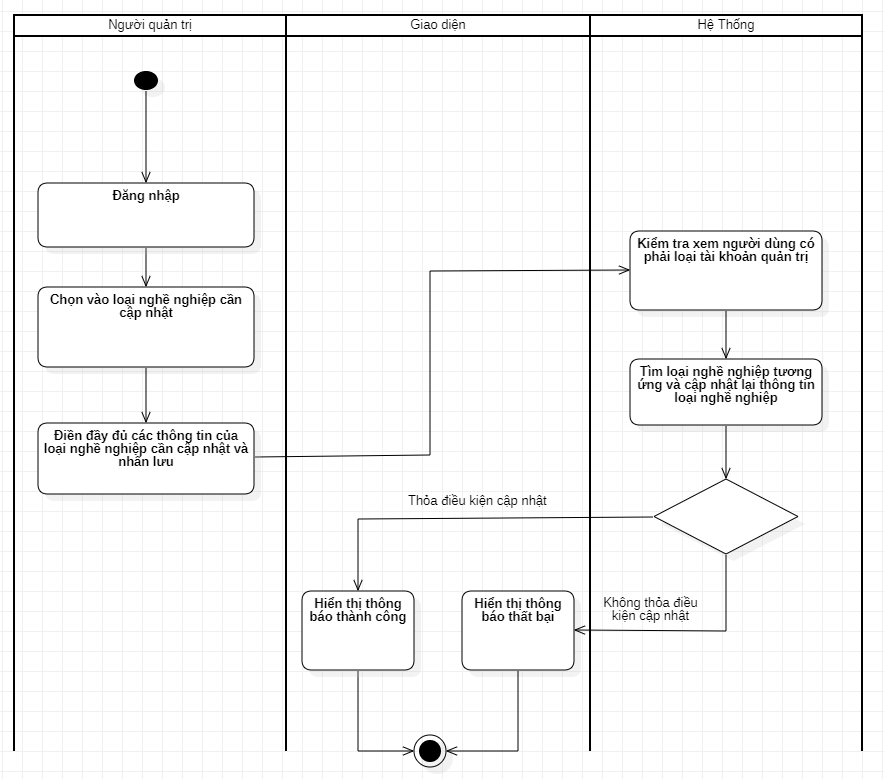 Người quản trị
Giao diện
Hệ Thống
Đăng nhập
Chọn vào loại nghề nghiệp cần
cập nhật
Điền đầy đủ các thông tin của
loại nghề nghiệp cần cập nhật và
nhấn lưu
Kiểm tra xem người dùng có
phải loại tài khoản quản trị
Tìm loại nghề nghiệp tương
ứng và cập nhật lại thông tin
loại nghề nghiệp
Thỏa điều kiện cập nhật
Không thỏa điều
kiện cập nhật
Hiển thị thông
báo thành công
Hiển thị thông
báo thất bại